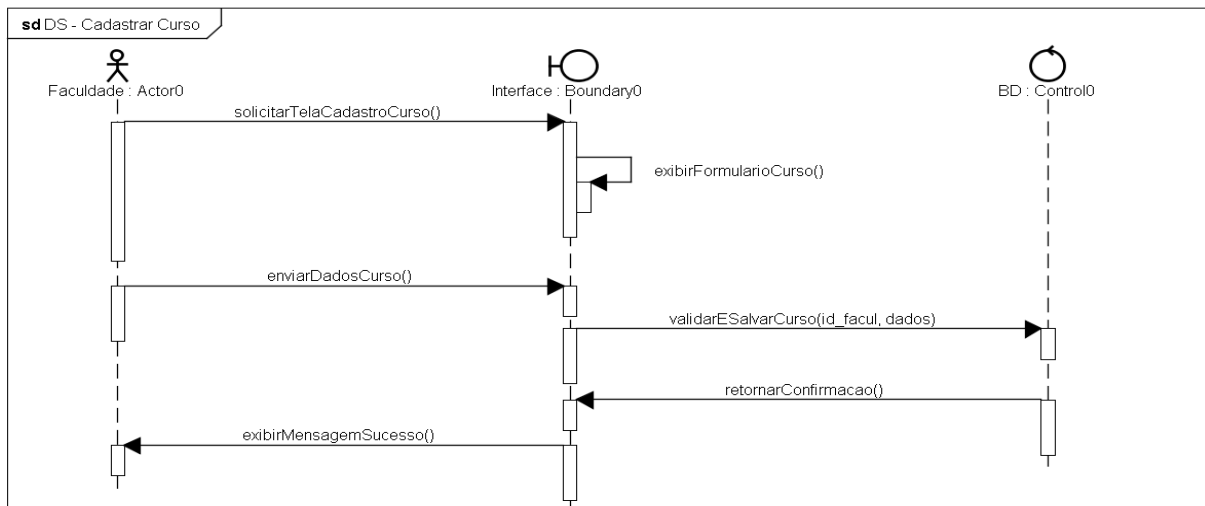 sd DS - Cadastrar Curso
Faculdade : Actor0
Interface : Boundary0
BD : Control0
solicitarTelaCadastroCurso()
exibirFormularioCurso()
enviarDadosCurso()
validarESalvarCurso(id_facul, dados)
retornarConfirmacao()
exibirMensagemSucesso()